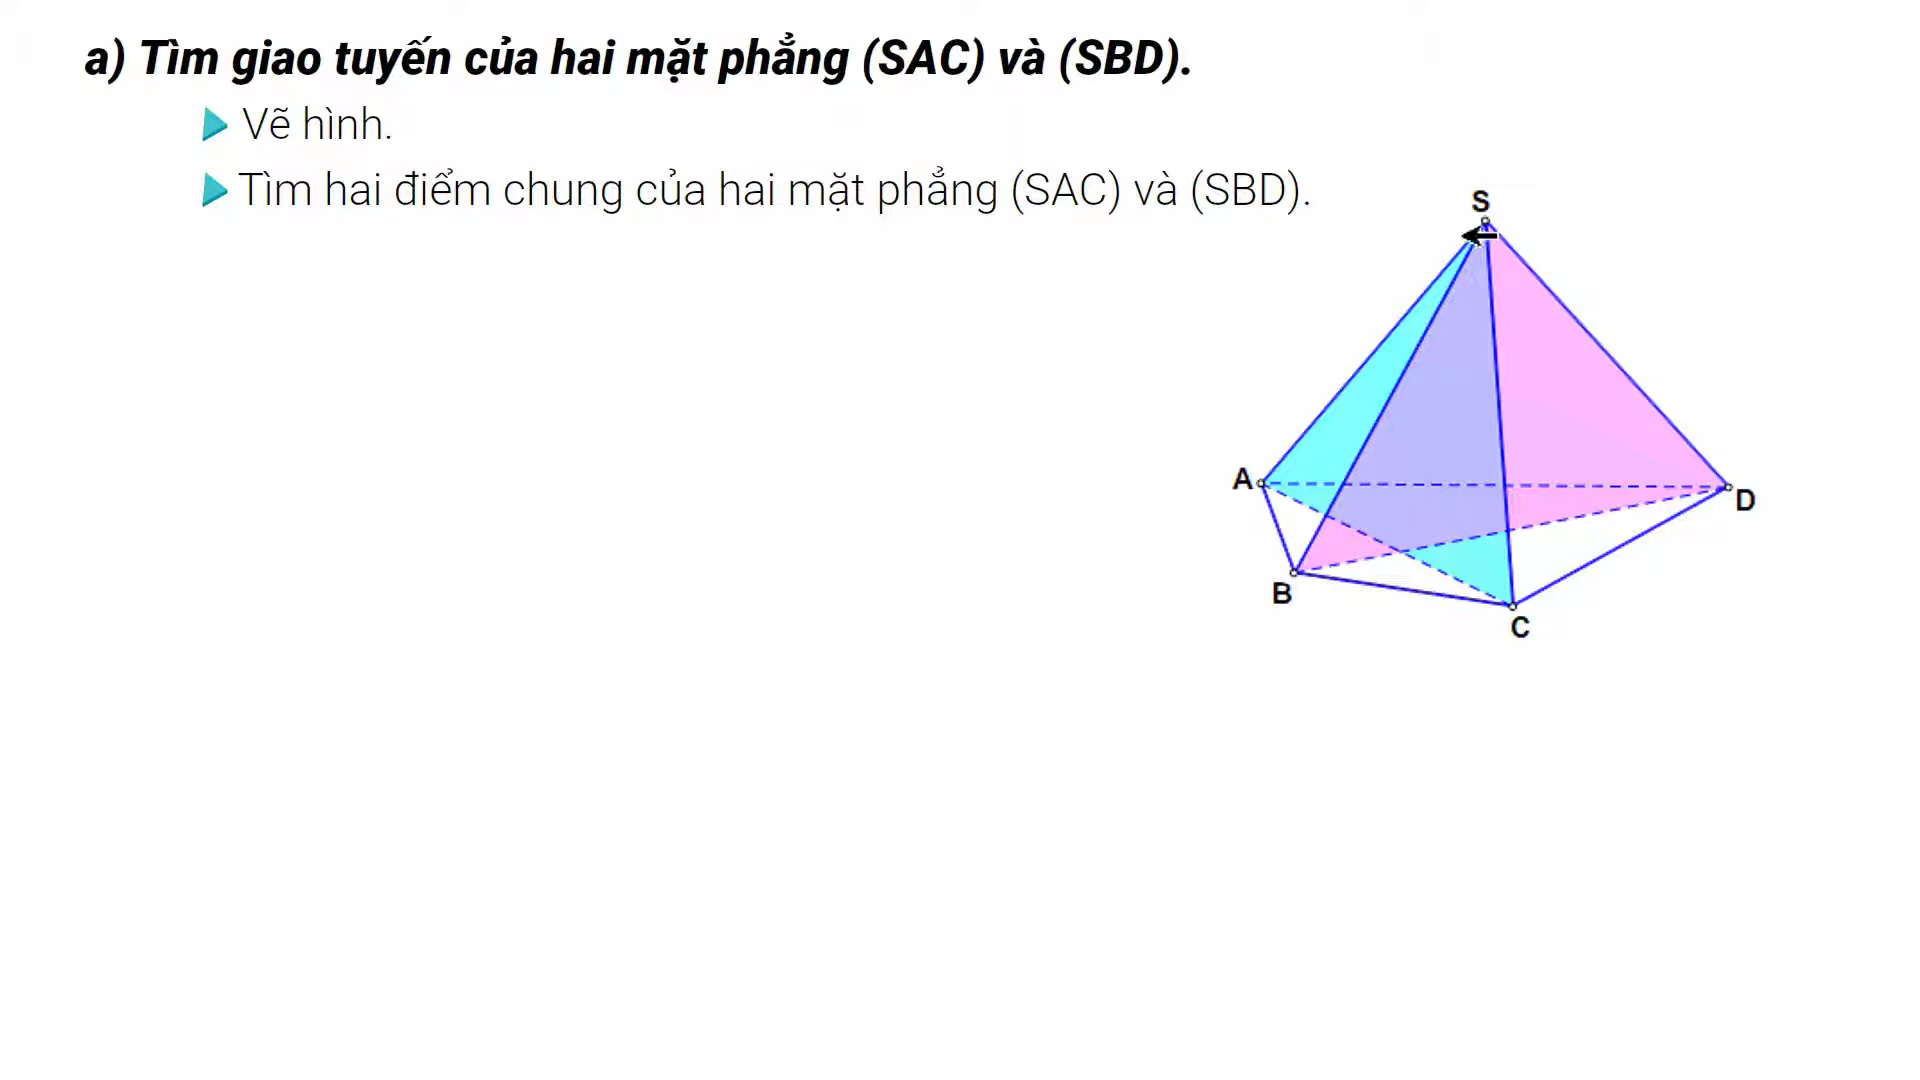 a) Tìm giao tuyến của hai mặt phẳng (SAC) và (SBD).
Vẽ hình.
Tìm hai điểm chung của hai mặt phẳng (SAC) và (SBD).
S
A
D
B
C